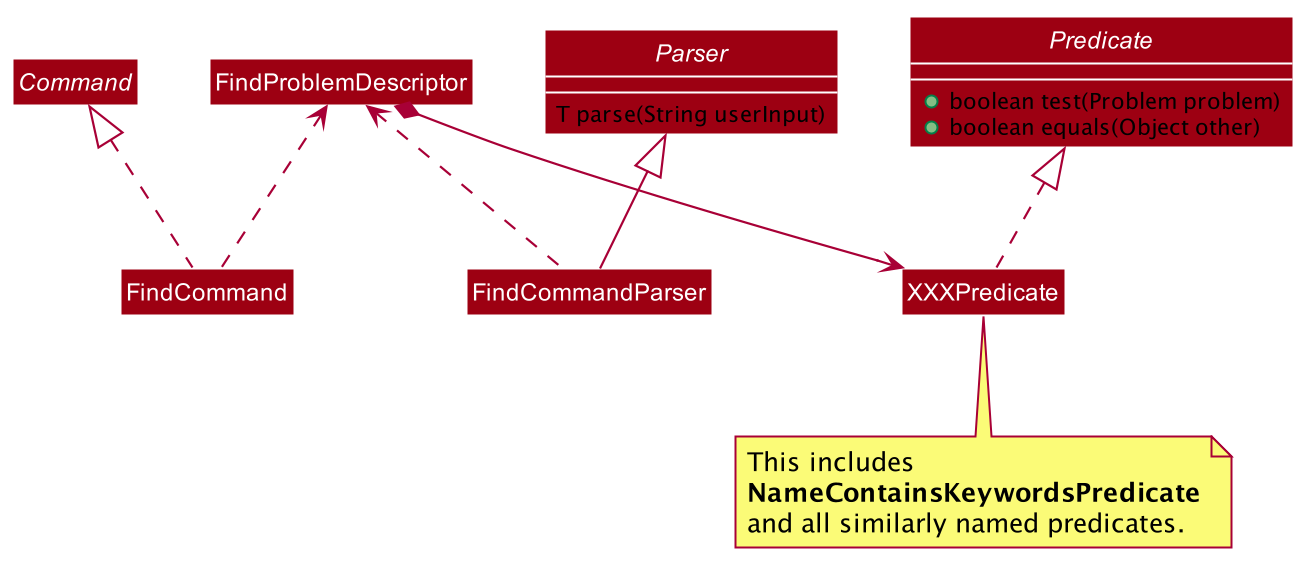 Command
FindProblemDescriptor
Parser
T parse(String userInput)
Predicate
boolean test(Problem problem)
boolean equals(Object other)
FindCommand
FindCommandParser
XXXPredicate
This includes
NameContainsKeywordsPredicate
and all similarly named predicates.